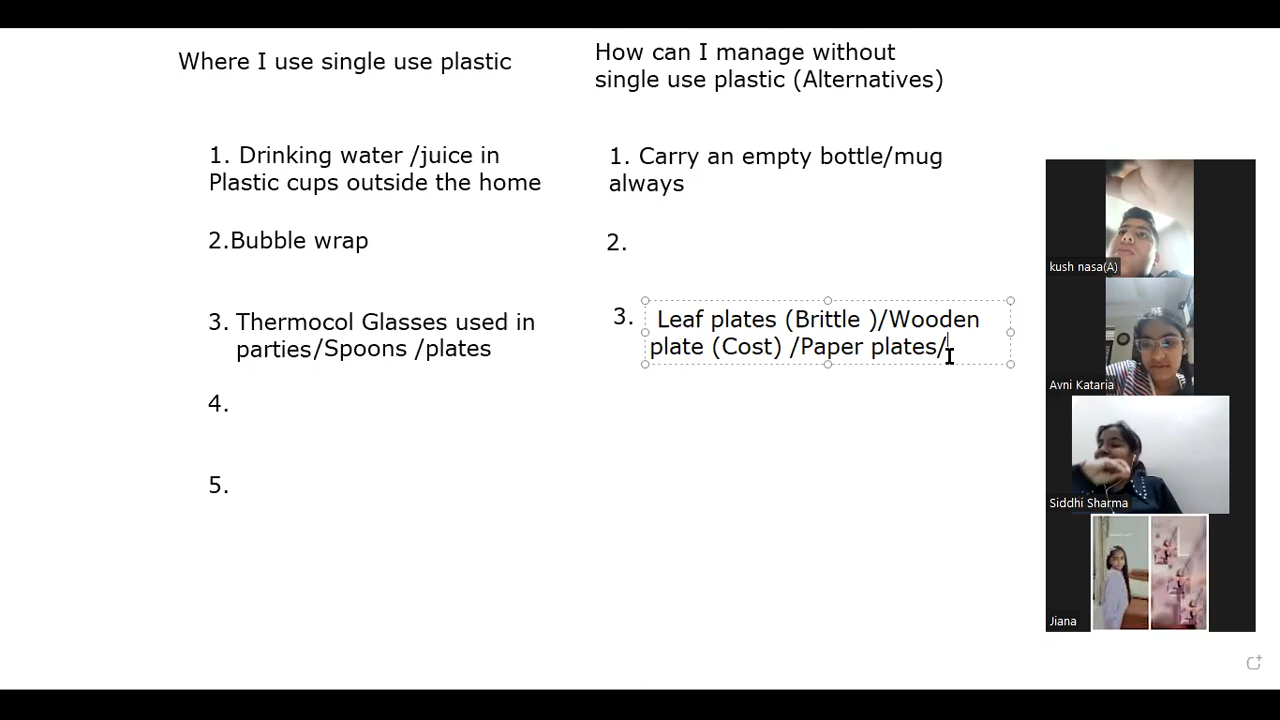 Where I use single use plastic
How can I manage without
single use plastic (Alternatives)
1. Drinking water /juice in
Plastic cups outside the home
1. Carry an empty bottle/mug
always
2.Bubble wrap
2.
3. Thermocol Glasses used in
parties/Spoons /plates
3. Leaf plates (Brittle )/Wooden
plate (Cost) /Paper plates/
4.
5.
kush nasa(A)
Avni Kataria
Siddhi Sharma
Jiana